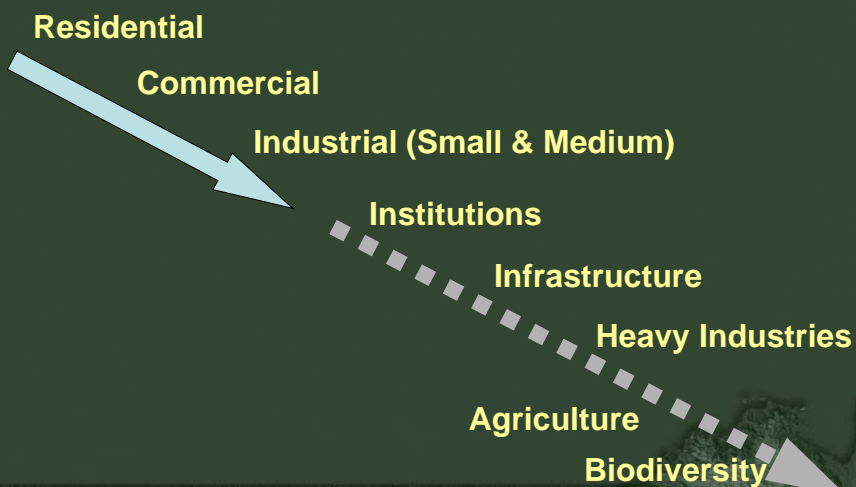 Residential
Commercial
Industrial (Small & Medium)
Institutions
Infrastructure
Heavy Industries
Agriculture
Biodiversity